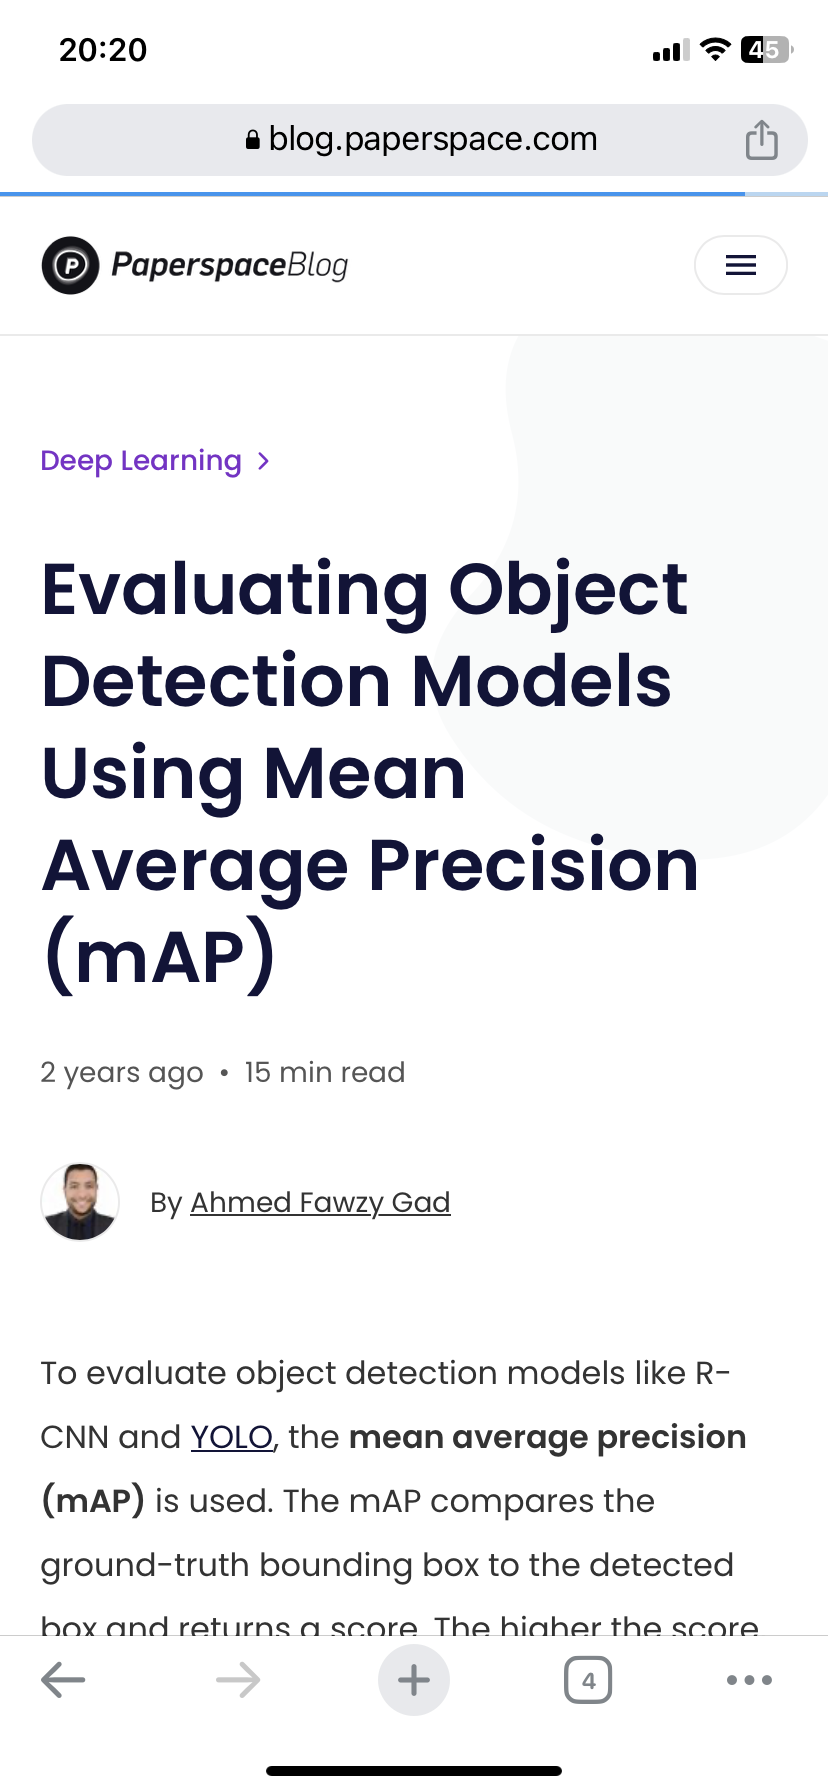 20:20
45
blog.paperspace.com
P PaperspaceBlog
Deep Learning >
Evaluating Object
Detection Models
Using Mean
Average Precision
(mAP)
2 years ago • 15 min read
By Ahmed Fawzy Gad
To evaluate object detection models like R-
CNN and YOLO, the mean average precision
(mAP) is used. The mAP compares the
ground-truth bounding box to the detected
box and returns a score. The higher the score
4